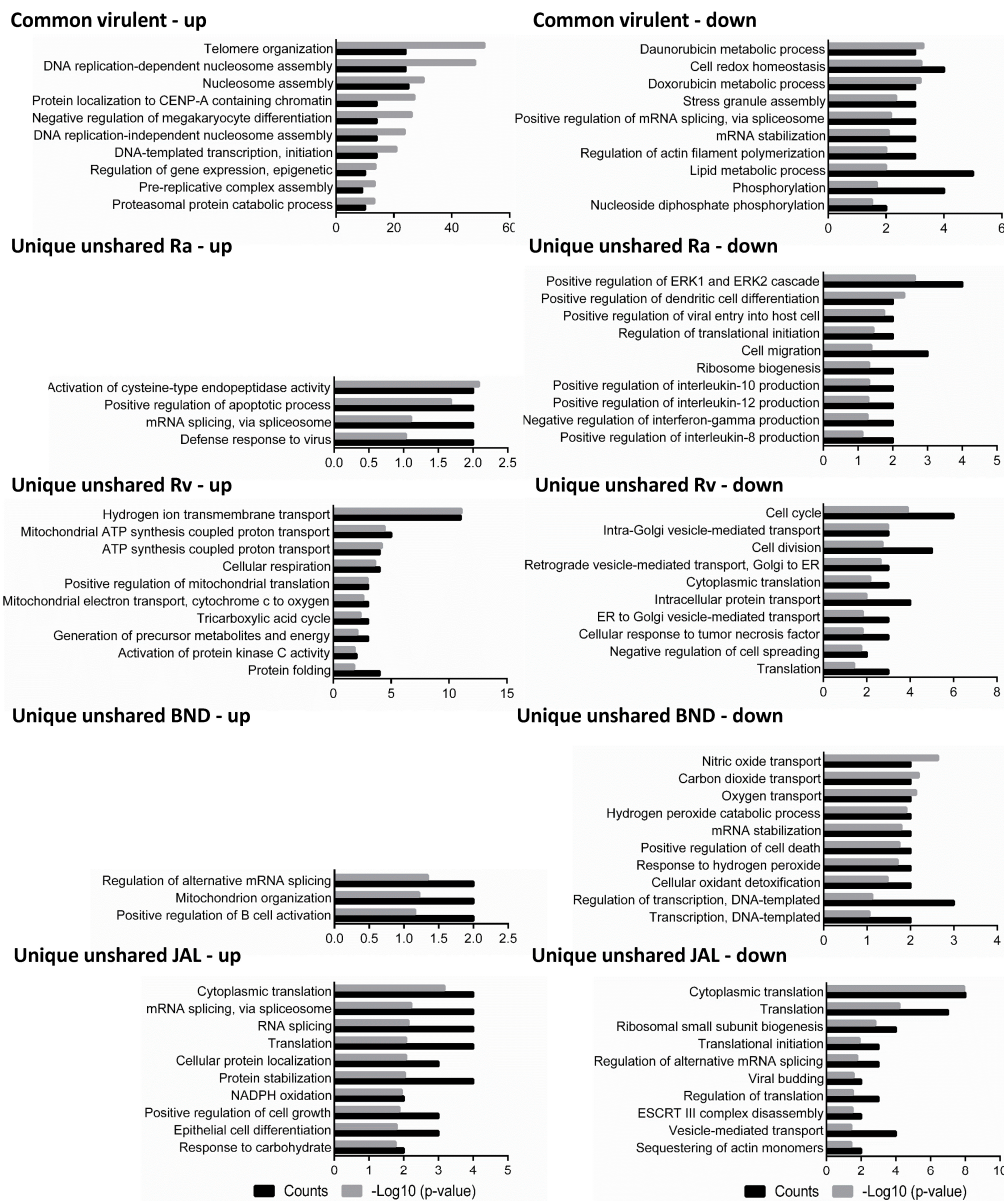 Common virulent - up
Telomere organization
DNA replication-dependent nucleosome assembly
Nucleosome assembly
Protein localization to CENP-A containing chromatin
Negative regulation of megakaryocyte differentiation
DNA replication-independent nucleosome assembly
DNA-templated transcription, initiation
Regulation of gene expression, epigenetic
Pre-replicative complex assembly
Proteasomal protein catabolic process
0 20 40 60
Common virulent - down
Daunorubicin metabolic process
Cell redox homeostasis
Doxorubicin metabolic process
Stress granule assembly
Positive regulation of mRNA splicing, via spliceosome
mRNA stabilization
Regulation of actin filament polymerization
Lipid metabolic process
Phosphorylation
Nucleoside diphosphate phosphorylation
0 2 4 6
Unique unshared Ra - up
Activation of cysteine-type endopeptidase activity
Positive regulation of apoptotic process
mRNA splicing, via spliceosome
Defense response to virus
0.0 0.5 1.0 1.5 2.0 2.5
Unique unshared Ra - down
Positive regulation of ERK1 and ERK2 cascade
Positive regulation of dendritic cell differentiation
Positive regulation of viral entry into host cell
Regulation of translational initiation
Cell migration
Ribosome biogenesis
Positive regulation of interleukin-10 production
Positive regulation of interleukin-12 production
Negative regulation of interferon-gamma production
Positive regulation of interleukin-8 production
0 1 2 3 4 5
Unique unshared Rv - up
Hydrogen ion transmembrane transport
Mitochondrial ATP synthesis coupled proton transport
ATP synthesis coupled proton transport
Cellular respiration
Positive regulation of mitochondrial translation
Mitochondrial electron transport, cytochrome c to oxygen
Tricarboxylic acid cycle
Generation of precursor metabolites and energy
Activation of protein kinase C activity
Protein folding
0 5 10 15
Unique unshared Rv - down
Cell cycle
Intra-Golgi vesicle-mediated transport
Cell division
Retrograde vesicle-mediated transport, Golgi to ER
Cytoplasmic translation
Intracellular protein transport
ER to Golgi vesicle-mediated transport
Cellular response to tumor necrosis factor
Negative regulation of cell spreading
Translation
0 2 4 6 8
Unique unshared BND - up
Regulation of alternative mRNA splicing
Mitochondrion organization
Positive regulation of B cell activation
0.0 0.5 1.0 1.5 2.0 2.5
Unique unshared BND - down
Nitric oxide transport
Carbon dioxide transport
Oxygen transport
Hydrogen peroxide catabolic process
mRNA stabilization
Positive regulation of cell death
Response to hydrogen peroxide
Cellular oxidant detoxification
Regulation of transcription, DNA-templated
Transcription, DNA-templated
0 1 2 3 4
Unique unshared JAL - up
Cytoplasmic translation
mRNA splicing, via spliceosome
RNA splicing
Translation
Cellular protein localization
Protein stabilization
NADPH oxidation
Positive regulation of cell growth
Epithelial cell differentiation
Response to carbohydrate
0 1 2 3 4 5
Unique unshared JAL - down
Cytoplasmic translation
Translation
Ribosomal small subunit biogenesis
Translational initiation
Regulation of alternative mRNA splicing
Viral budding
Regulation of translation
ESCRT III complex disassembly
Vesicle-mediated transport
Sequestering of actin monomers
0 2 4 6 8 10
Counts -Log10 (p-value)
Counts -Log10 (p-value)